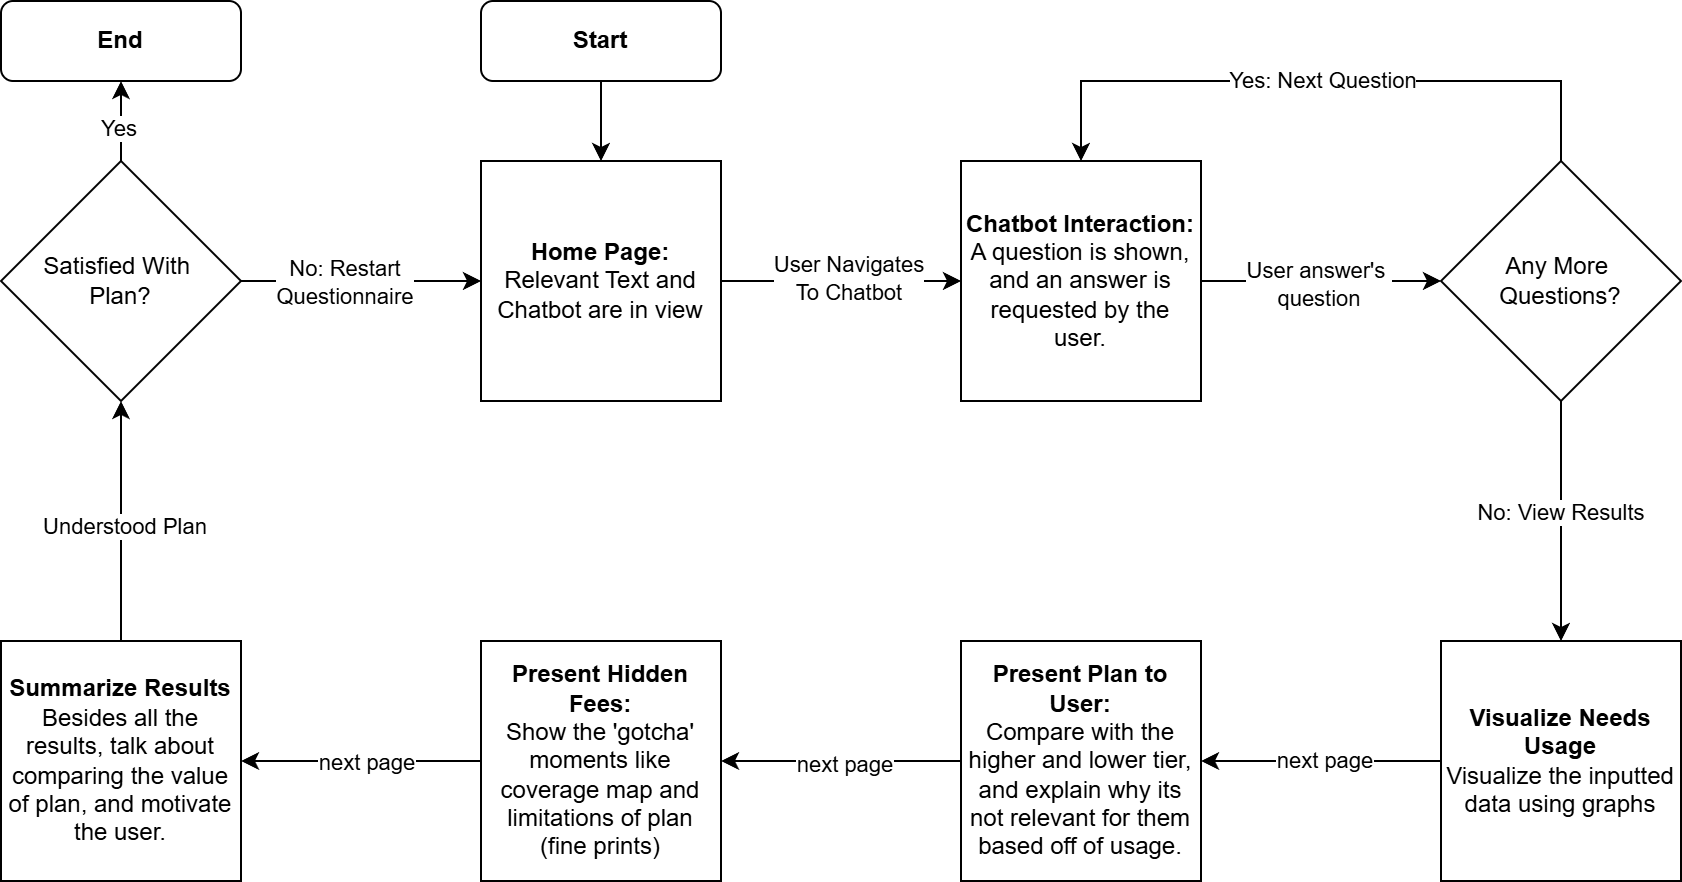 End
Start
Yes: Next Question
Yes
Satisfied With
Plan?
No: Restart
Questionnaire
Home Page:
Relevant Text and
Chatbot are in view
User Navigates
To Chatbot
Chatbot Interaction:
A question is shown,
and an answer is
requested by the
user.
User answer's
question
Any More
Questions?
Understood Plan
No: View Results
Summarize Results
Besides all the
results, talk about
comparing the value
of plan, and motivate
the user.
next page
Present Hidden
Fees:
Show the 'gotcha'
moments like
coverage map and
limitations of plan
(fine prints)
next page
Present Plan to
User:
Compare with the
higher and lower tier,
and explain why its
not relevant for them
based off of usage.
next page
Visualize Needs
Usage
Visualize the inputted
data using graphs